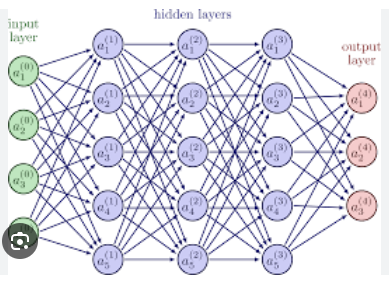 hidden layers
input
layer
output
layer
a₁⁽⁰⁾
a₂⁽⁰⁾
a₃⁽⁰⁾
a₁⁽¹⁾
a₂⁽¹⁾
a₃⁽¹⁾
a₄⁽¹⁾
a₅⁽¹⁾
a₁⁽²⁾
a₂⁽²⁾
a₃⁽²⁾
a₄⁽²⁾
a₅⁽²⁾
a₁⁽³⁾
a₂⁽³⁾
a₃⁽³⁾
a₄⁽³⁾
a₅⁽³⁾
a₁⁽⁴⁾
a₂⁽⁴⁾
a₃⁽⁴⁾